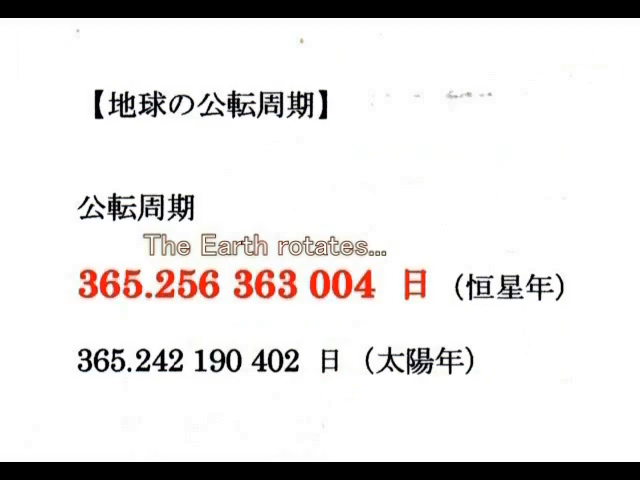 【地球の公転周期】
公転周期
The Earth rotates...
365.256 363 004 日 (恒星年)
365.242 190 402 日 (太陽年)